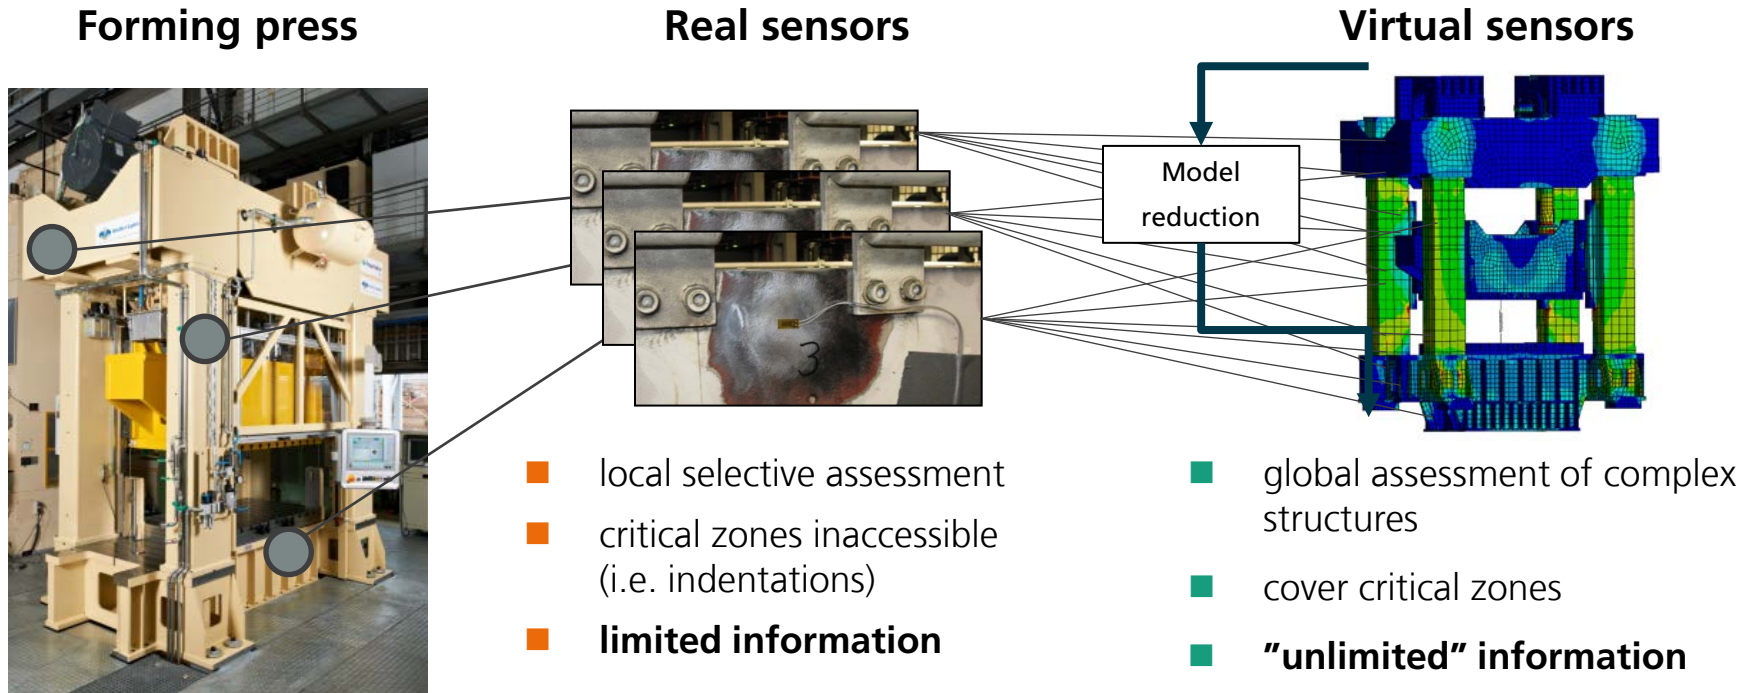 Forming press
Real sensors
Virtual sensors
Model
reduction
3
■ local selective assessment
■ critical zones inaccessible
(i.e. indentations)
■ limited information
■ global assessment of complex
structures
■ cover critical zones
■ ”unlimited” information